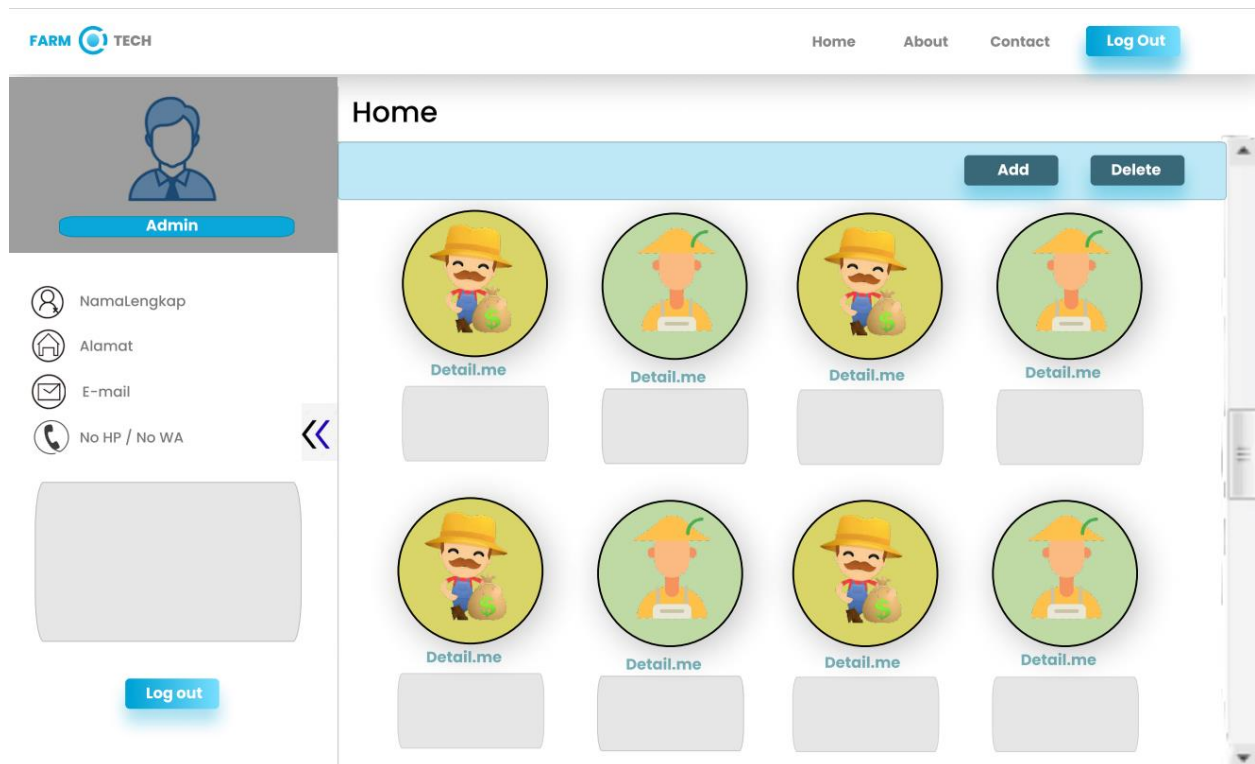 FARM TECH
Home About Contact Log Out
Admin
NamaLengkap
Alamat
E-mail
No HP / No WA
Log out
Home
Add Delete
Detail.me Detail.me Detail.me Detail.me
Detail.me Detail.me Detail.me Detail.me